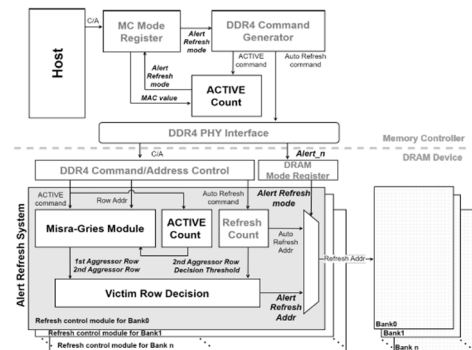 C/A
MC Mode
Register
Alert
Refresh
mode
DDR4 Command
Generator
Host
Alert
Refresh
mode
ACTIVE
command
Auto Refresh
command
MAC value
ACTIVE
Count
DDR4 PHY Interface
Memory Controller
DRAM Device
C/A
Alert_n
DDR4 Command/Address Control
DRAM
Mode Register
Alert Refresh System
ACTIVE
command
Row Addr
Auto Refresh
command
Alert Refresh
mode
Misra-Gries Module
ACTIVE
Count
Refresh
Count
Auto
Refresh
Addr
Refresh Addr
1st Aggressor Row
2nd Aggressor Row
2nd Aggressor Row
Decision Threshold
Victim Row Decision
Alert
Refresh
Addr
Refresh control module for Bank0
Refresh control module for Bank1
Refresh control module for Bank n
Bank0
Bank1
Bank n